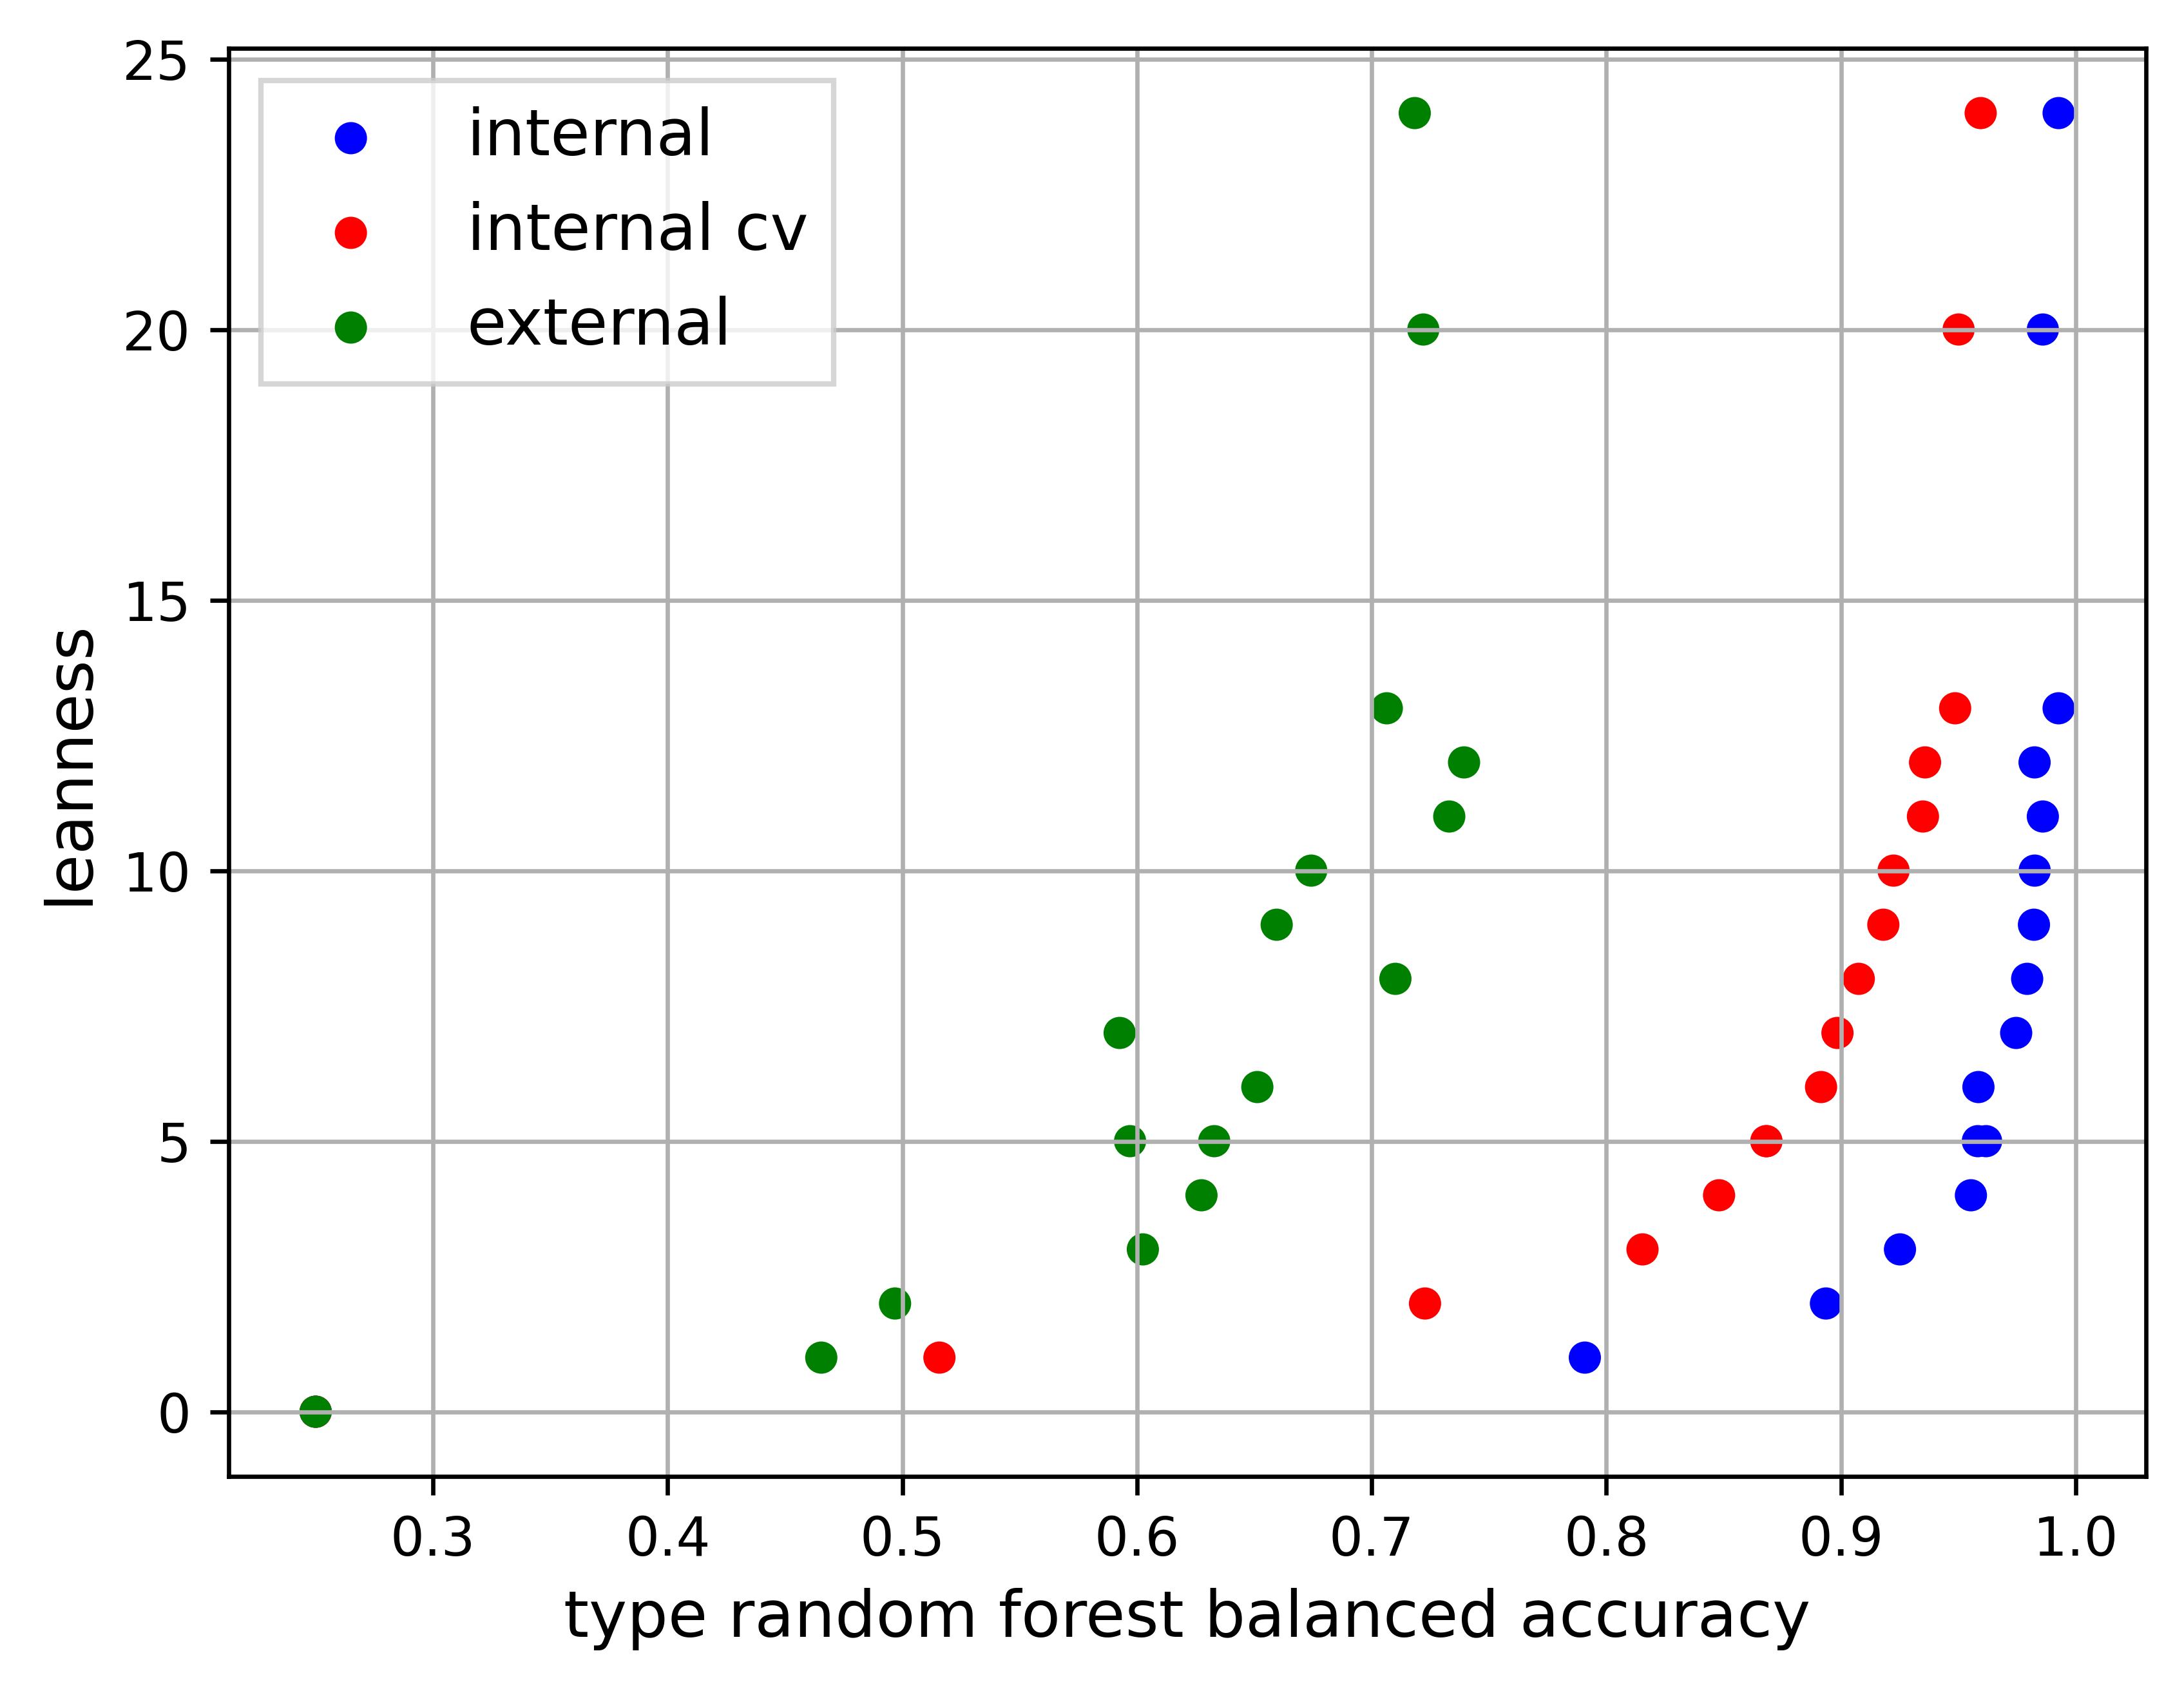 internal
internal cv
external
25
20
15
10
5
0
leanness
0.3 0.4 0.5 0.6 0.7 0.8 0.9 1.0
type random forest balanced accuracy